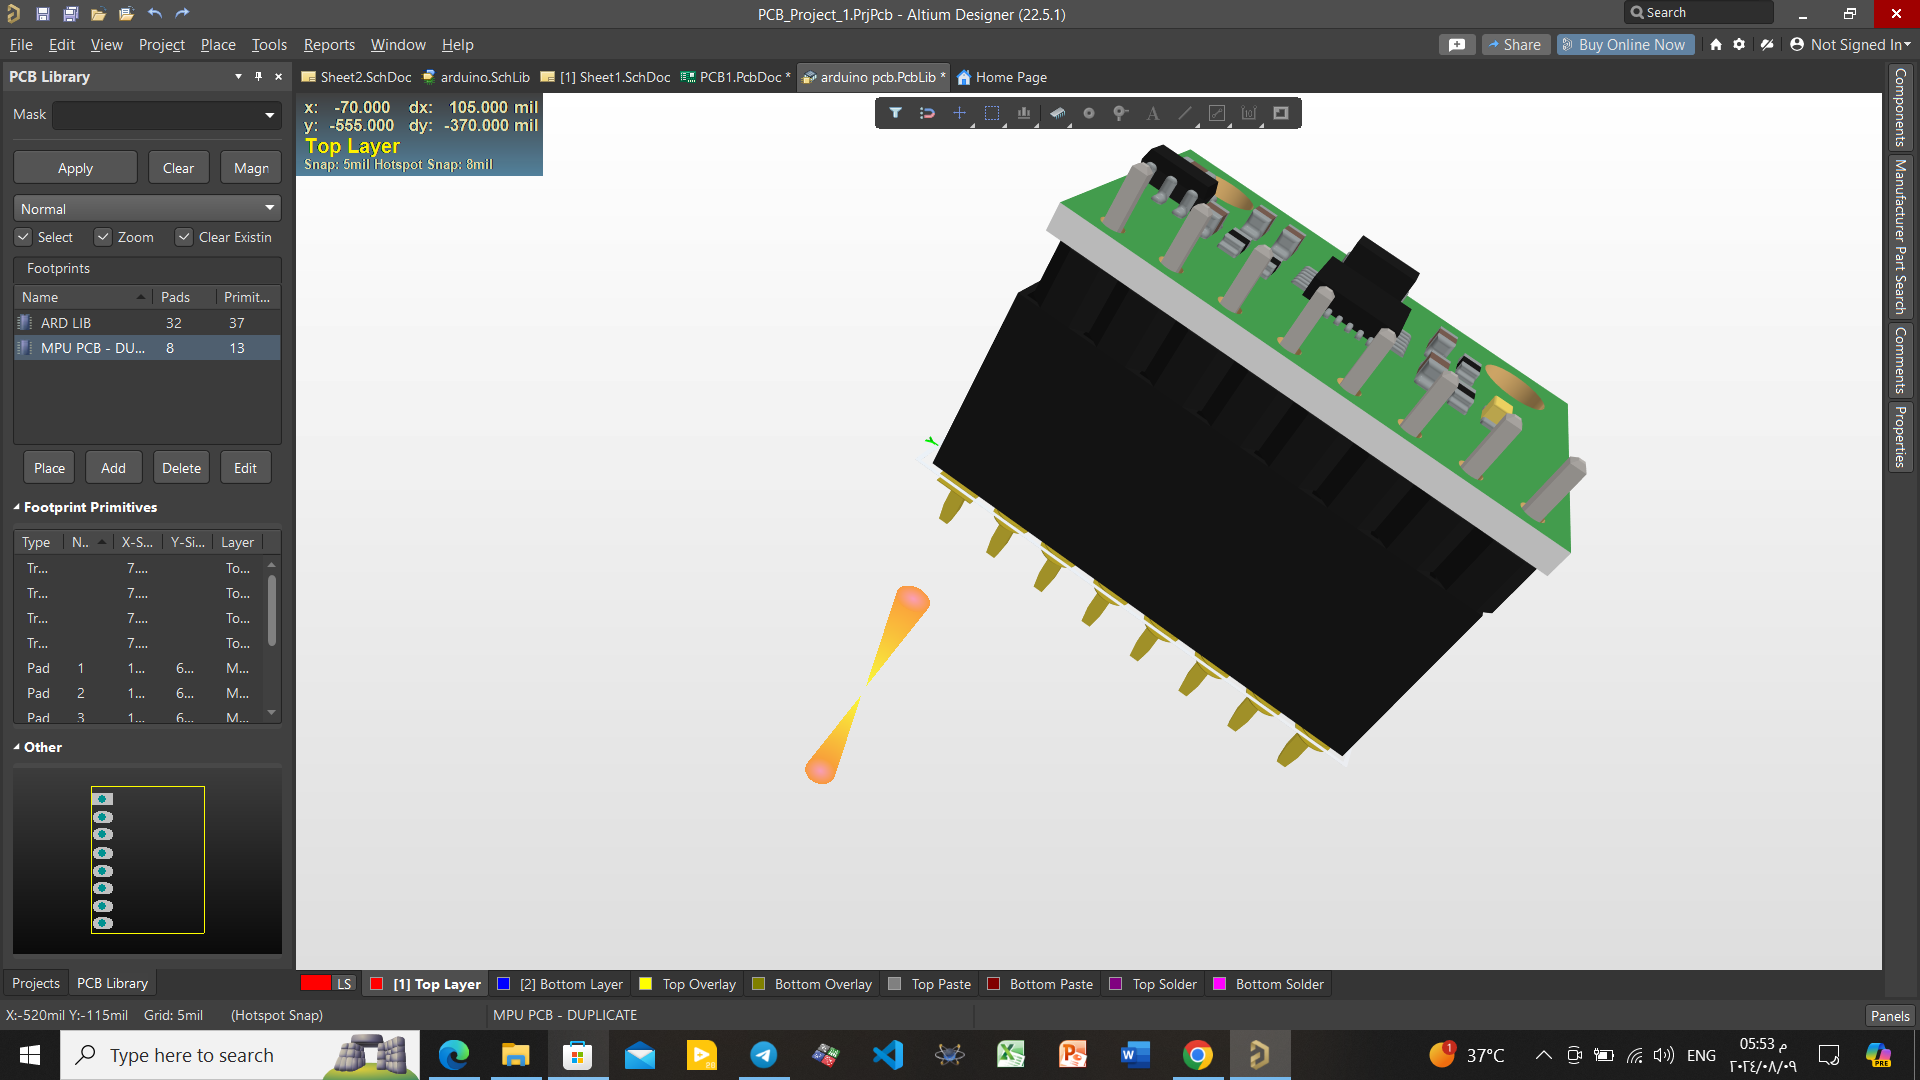 PCB_Project_1.PrjPcb - Altium Designer (22.5.1)
Search
File Edit View Project Place Tools Reports Window Help
Share
Buy Online Now
Not Signed In
PCB Library
Sheet2.SchDoc
arduino.SchLib
[1] Sheet1.SchDoc
PCB1.PcbDoc *
arduino pcb.PcbLib *
Home Page
Mask
Apply
Clear
Magn
Normal
Select
Zoom
Clear Existin
Footprints
Name Pads Primit...
ARD LIB 32 37
MPU PCB - DU... 8 13
Place
Add
Delete
Edit
Footprint Primitives
Type N.. X-S... Y-Si... Layer
Tr... 7.... To...
Tr... 7.... To...
Tr... 7.... To...
Tr... 7.... To...
Pad 1 1... 6... M...
Pad 2 1... 6... M...
Pad 3 1... 6... M...
Other
x: -70.000 dx: 105.000 mil
y: -555.000 dy: -370.000 mil
Top Layer
Snap: 5mil Hotspot Snap: 8mil
Components
Manufacturer Part Search
Comments
Properties
Projects
PCB Library
LS
[1] Top Layer
[2] Bottom Layer
Top Overlay
Bottom Overlay
Top Paste
Bottom Paste
Top Solder
Bottom Solder
X:-520mil Y:-115mil Grid: 5mil (Hotspot Snap)
MPU PCB - DUPLICATE
Panels
Type here to search
1
37°C
ENG
05:53 م
٢٠٢٤/٠٨/٠٩
PRE